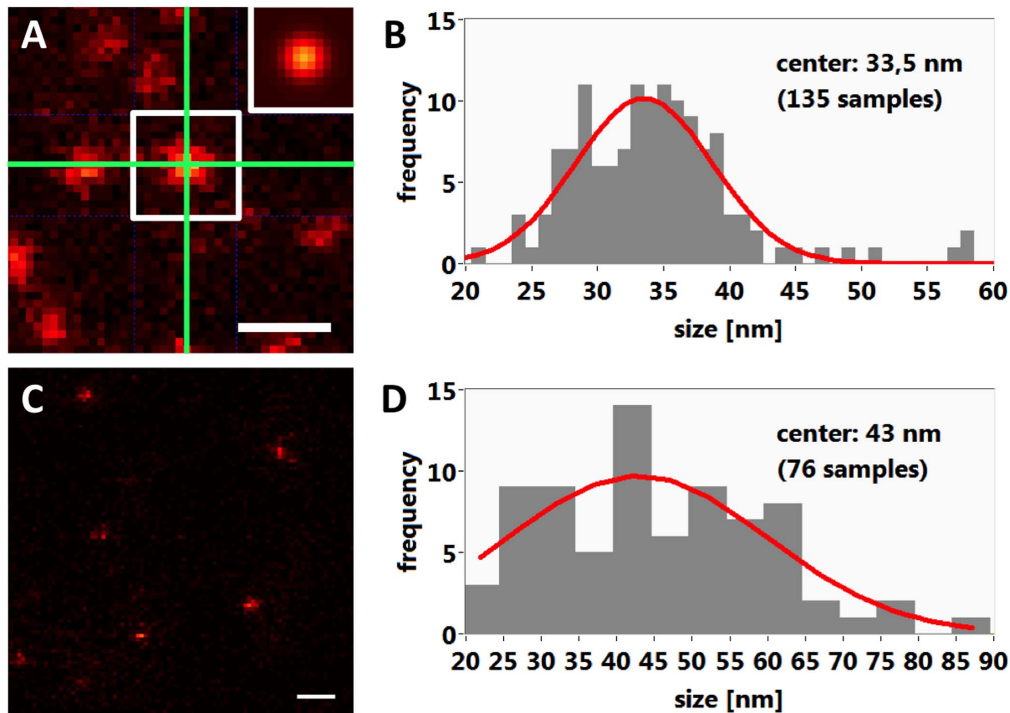 A
B
15
10
5
0
frequency
center: 33,5 nm
(135 samples)
20 25 30 35 40 45 50 55 60
size [nm]
C
D
15
10
5
0
frequency
center: 43 nm
(76 samples)
20 25 30 35 40 45 50 55 60 65 70 75 80 85 90
size [nm]